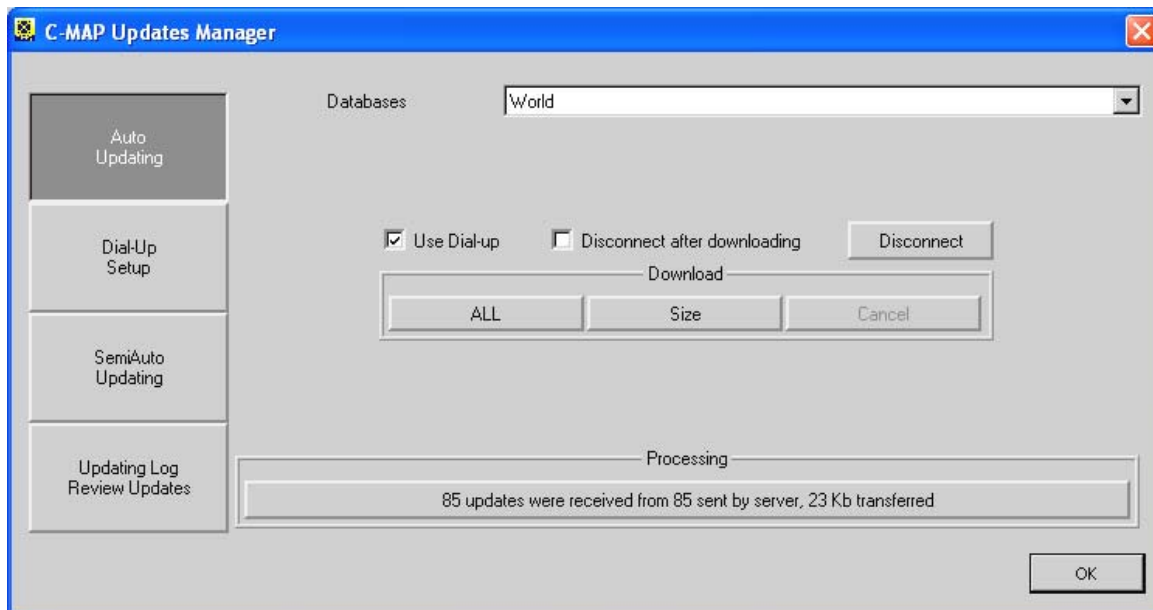 C-MAP Updates Manager
Auto
Updating
Dial-Up
Setup
SemiAuto
Updating
Updating Log
Review Updates
Databases
World
Use Dial-up
Disconnect after downloading
Disconnect
Download
ALL
Size
Cancel
Processing
85 updates were received from 85 sent by server, 23 Kb transferred
OK